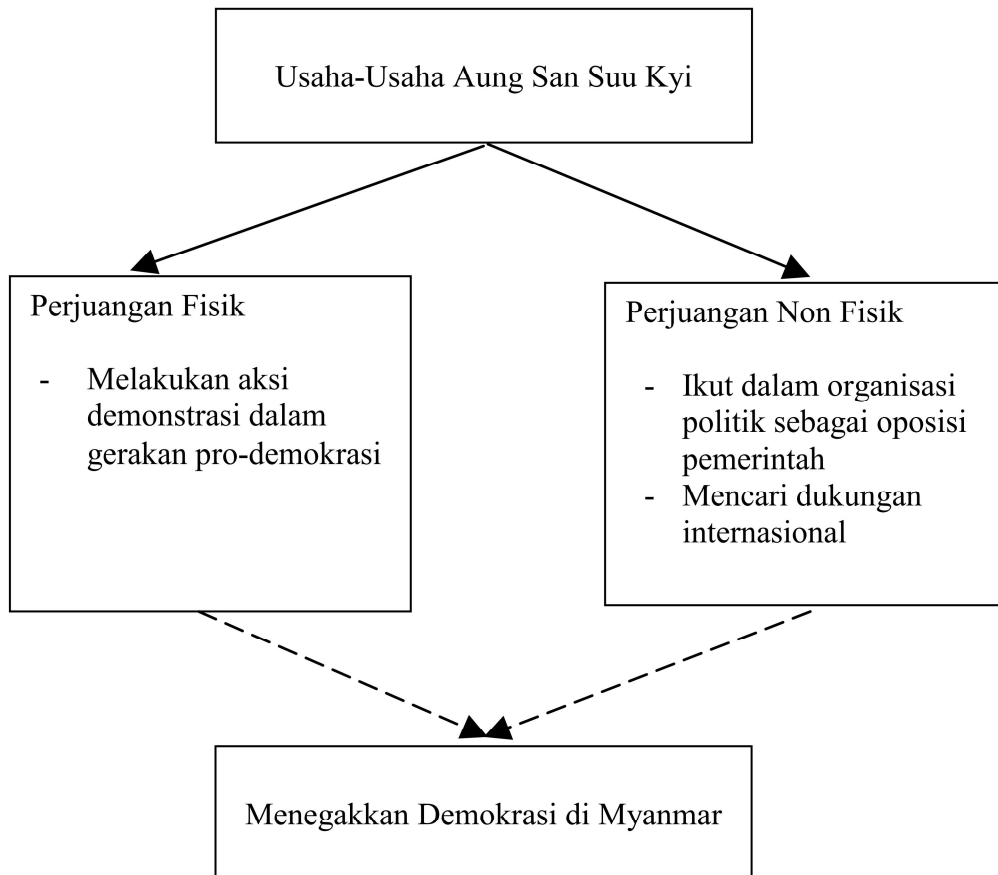 Usaha-Usaha Aung San Suu Kyi
Perjuangan Fisik
- Melakukan aksi
demonstrasi dalam
gerakan pro-demokrasi
Perjuangan Non Fisik
- Ikut dalam organisasi
politik sebagai oposisi
pemerintah
- Mencari dukungan
internasional
Menegakkan Demokrasi di Myanmar